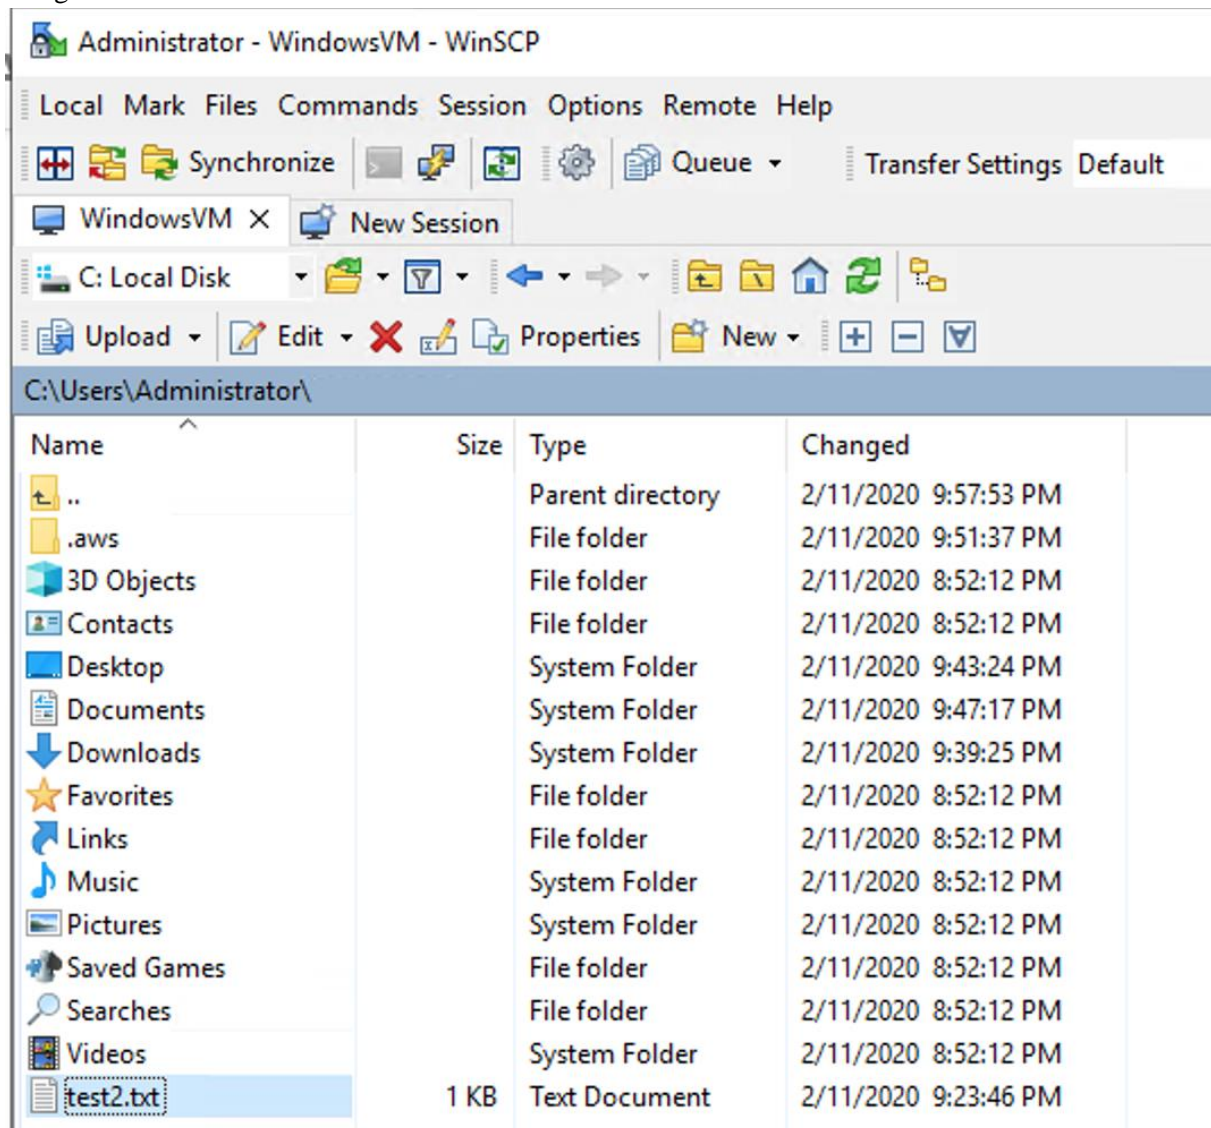 Administrator - WindowsVM - WinSCP
Local Mark Files Commands Session Options Remote Help
Synchronize Queue Transfer Settings Default
WindowsVM New Session
C: Local Disk
Upload Edit Properties New
C:\Users\Administrator\
Name Size Type Changed
.. Parent directory 2/11/2020 9:57:53 PM
.aws File folder 2/11/2020 9:51:37 PM
3D Objects File folder 2/11/2020 8:52:12 PM
Contacts File folder 2/11/2020 8:52:12 PM
Desktop System Folder 2/11/2020 9:43:24 PM
Documents System Folder 2/11/2020 9:47:17 PM
Downloads System Folder 2/11/2020 9:39:25 PM
Favorites File folder 2/11/2020 8:52:12 PM
Links File folder 2/11/2020 8:52:12 PM
Music System Folder 2/11/2020 8:52:12 PM
Pictures System Folder 2/11/2020 8:52:12 PM
Saved Games File folder 2/11/2020 8:52:12 PM
Searches File folder 2/11/2020 8:52:12 PM
Videos System Folder 2/11/2020 8:52:12 PM
test2.txt 1 KB Text Document 2/11/2020 9:23:46 PM